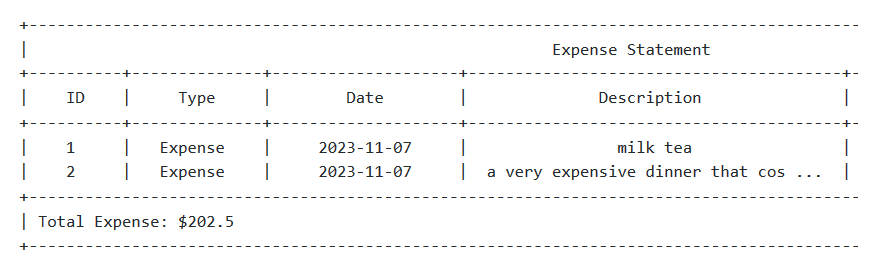 Expense Statement
ID Type Date Description
1 Expense 2023-11-07 milk tea
2 Expense 2023-11-07 a very expensive dinner that cos ...
Total Expense: $202.5